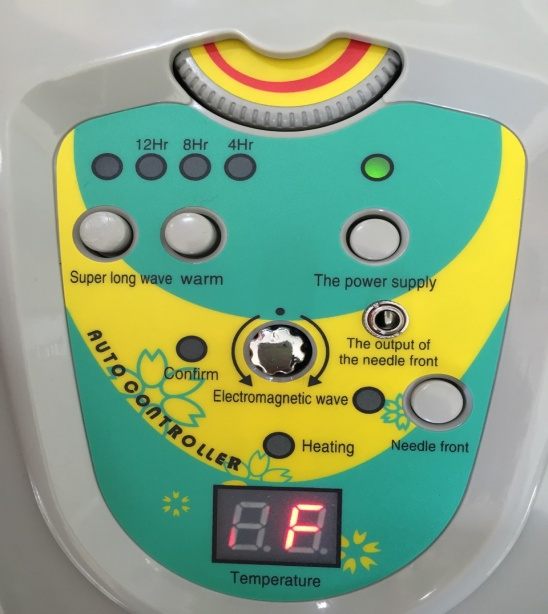 12Hr 8Hr 4Hr
Super long wave warm The power supply
The output of
the needle front
Confirm
Electromagnetic wave
AUTO CONTROLLER
Heating
Needle front
F
Temperature